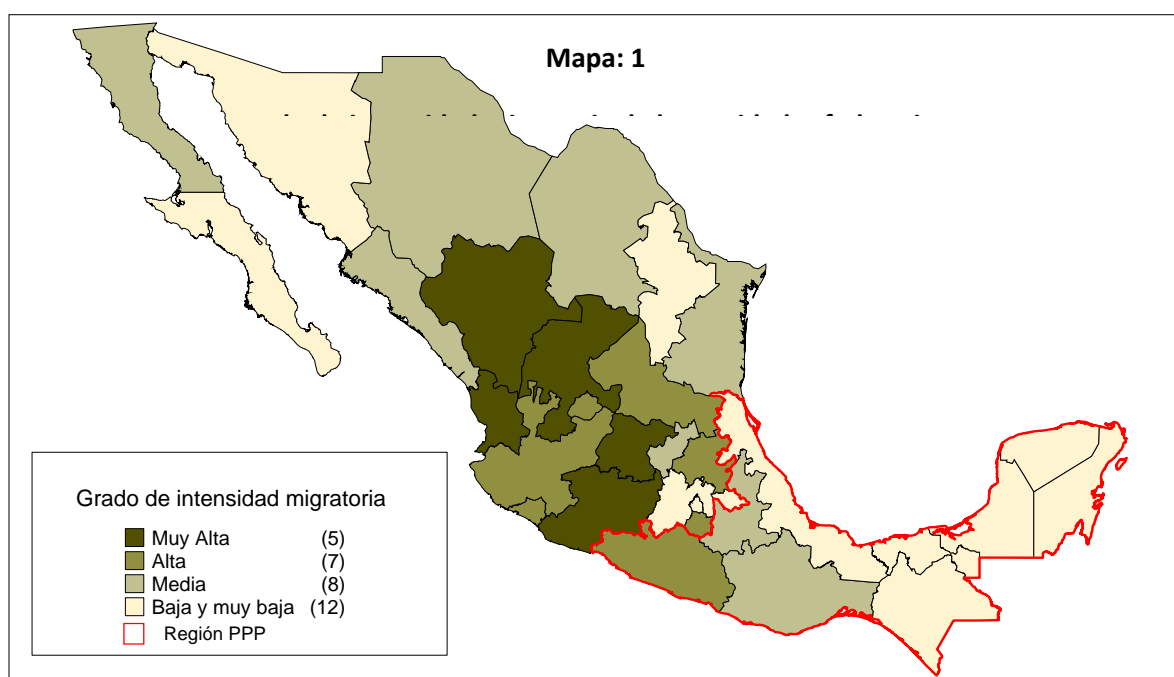 Mapa: 1
Grado de intensidad migratoria
Muy Alta (5)
Alta (7)
Media (8)
Baja y muy baja (12)
Región PPP